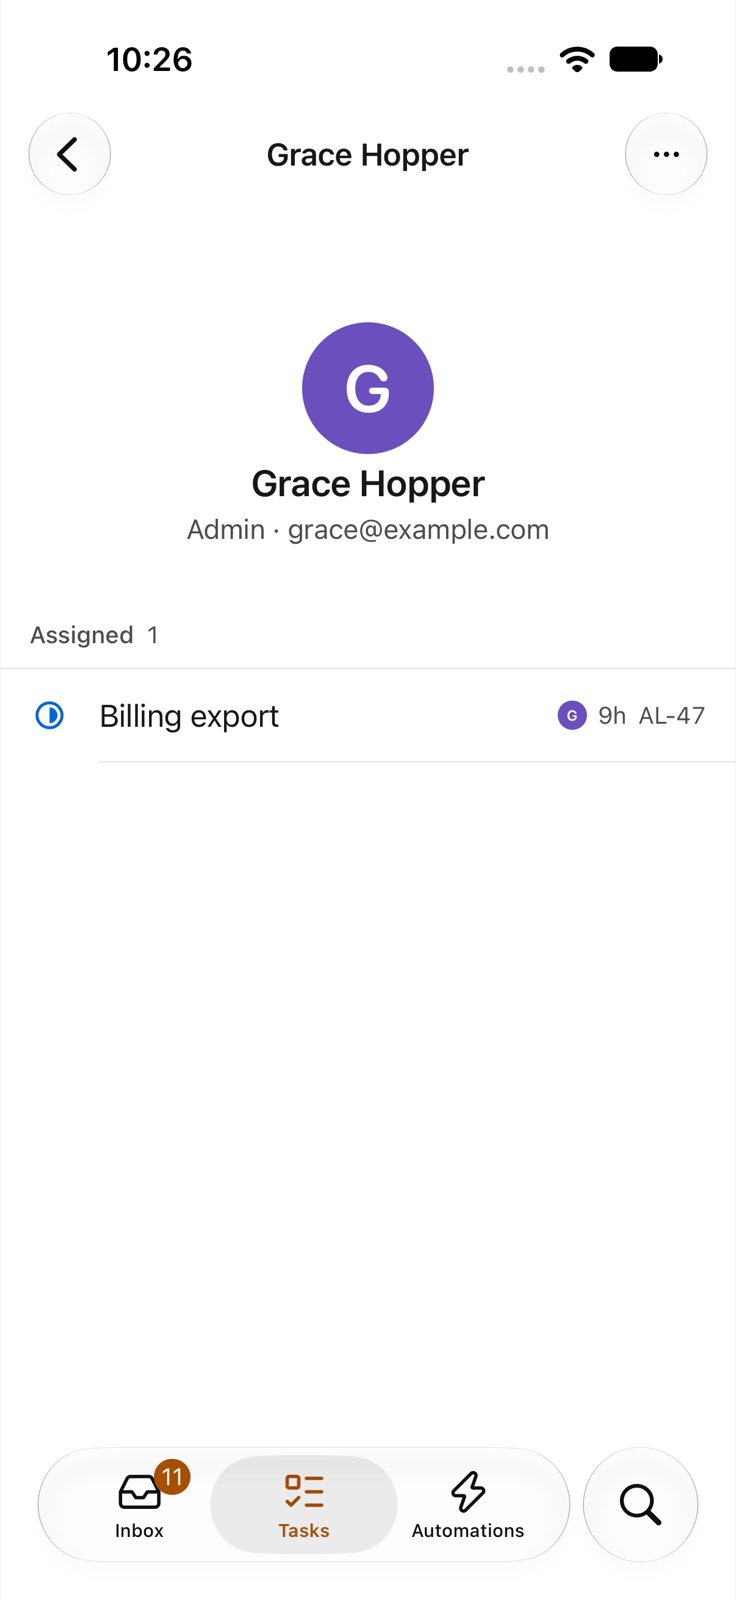 10:26
Grace Hopper
G
Grace Hopper
Admin · grace@example.com
Assigned 1
Billing export G 9h AL-47
11
Inbox Tasks Automations